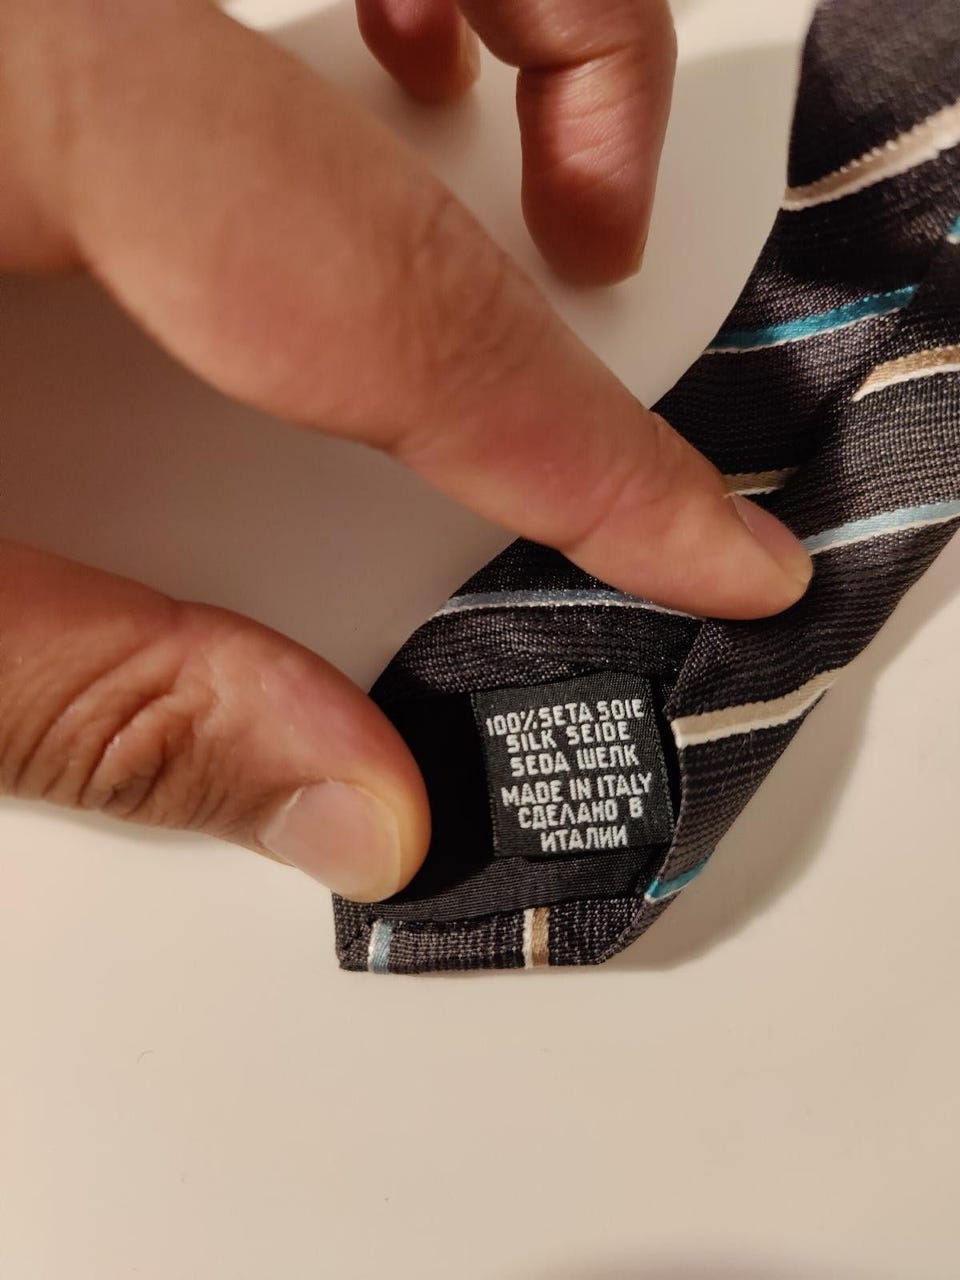 100%SETA SOIE
SILK SEIDE
SEDA ШЕЛК
MADE IN ITALY
СДЕЛАНО В
ИТАЛИИ